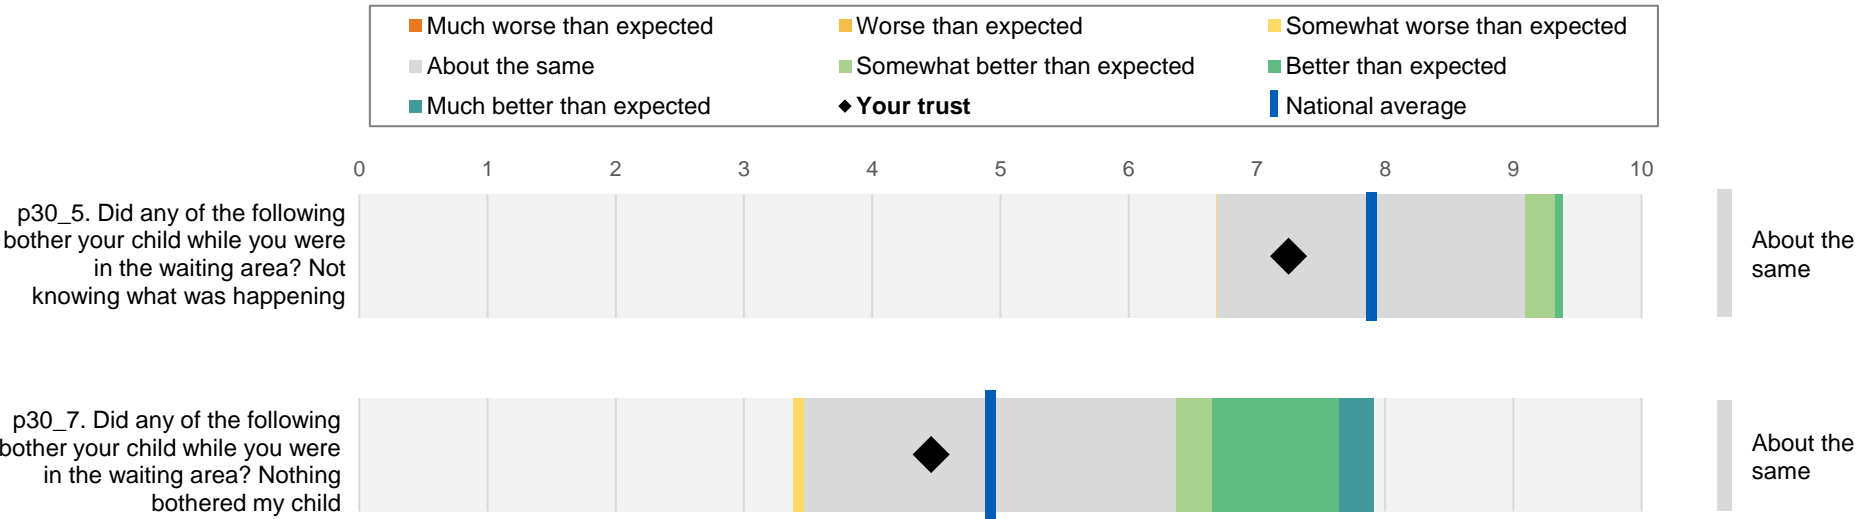 Much worse than expected
Worse than expected
Somewhat worse than expected
About the same
Somewhat better than expected
Better than expected
Much better than expected
Your trust
National average
0 1 2 3 4 5 6 7 8 9 10
p30_5. Did any of the following
bother your child while you were
in the waiting area? Not
knowing what was happening
About the
same
p30_7. Did any of the following
bother your child while you were
in the waiting area? Nothing
bothered my child
About the
same